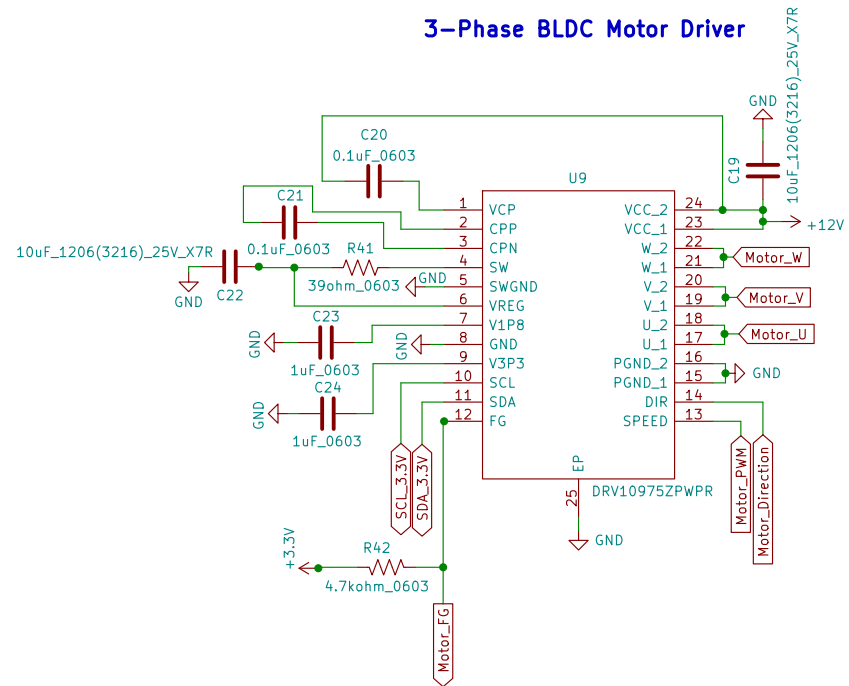 3-Phase BLDC Motor Driver
10uF_1206(3216)_25V_X7R
GND
C19
C20
0.1uF_0603
U9
C21
0.1uF_0603
10uF_1206(3216)_25V_X7R
C22
GND
R41
39ohm_0603
GND
C23
1uF_0603
GND
GND
C24
1uF_0603
GND
1 VCP
2 CPP
3 CPN
4 SW
5 SWGND
6 VREG
7 V1P8
8 GND
9 V3P3
10 SCL
11 SDA
12 FG
VCC_2 24
VCC_1 23
W_2 22
W_1 21
V_2 20
V_1 19
U_2 18
U_1 17
PGND_2 16
PGND_1 15
DIR 14
SPEED 13
EP
25
DRV10975ZPWPR
GND
+12V
Motor_W
Motor_V
Motor_U
GND
Motor_PWM
Motor_Direction
SCL_3.3V
SDA_3.3V
+3.3V
R42
4.7kohm_0603
Motor_FG